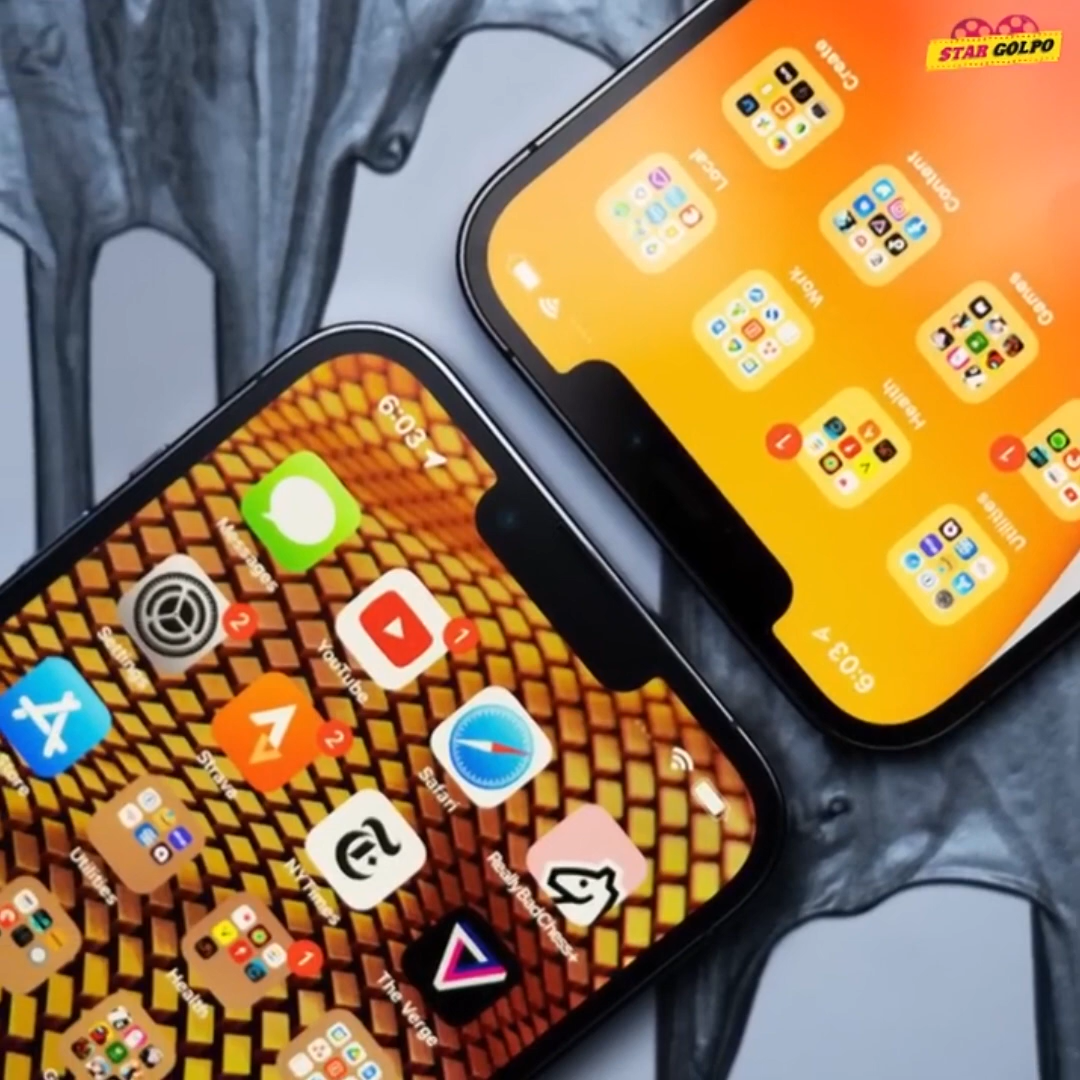 STAR GOLPO
Create
Local
Content
Work
Games
Health
1
1
Utilities
6:03
6:03
Messages
Settings
2
YouTube
1
Strava
2
Safari
Utilities
NYTimes
ReallyBadChess+
Health
1
The Verge